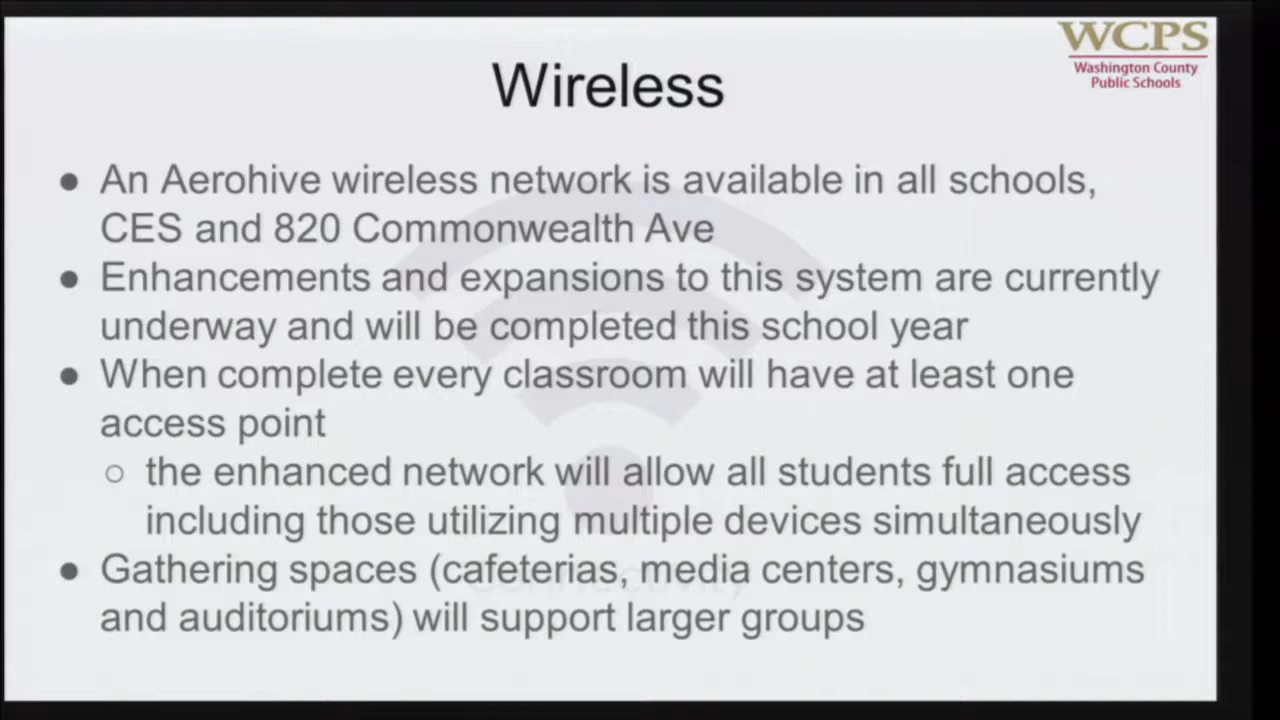 WCPS
Washington County
Public Schools
Wireless
● An Aerohive wireless network is available in all schools,
CES and 820 Commonwealth Ave
● Enhancements and expansions to this system are currently
underway and will be completed this school year
● When complete every classroom will have at least one
access point
○ the enhanced network will allow all students full access
including those utilizing multiple devices simultaneously
● Gathering spaces (cafeterias, media centers, gymnasiums
and auditoriums) will support larger groups
connectivity